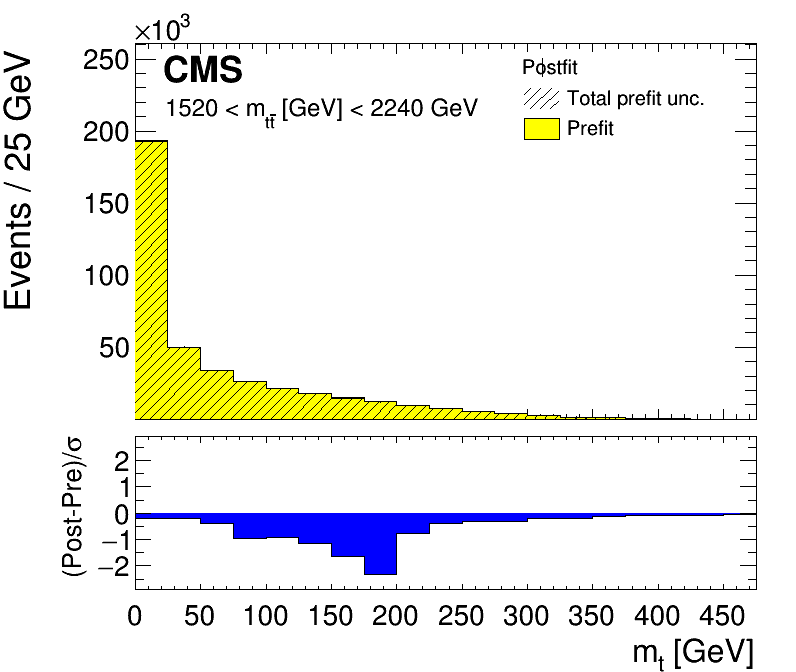 ×10³
Events / 25 GeV
250
200
150
100
50
CMS
1520 < m_tt̄ [GeV] < 2240 GeV
Postfit
Total prefit unc.
Prefit
(Post-Pre)/σ
2
1
0
−1
−2
0 50 100 150 200 250 300 350 400 450
m_t [GeV]